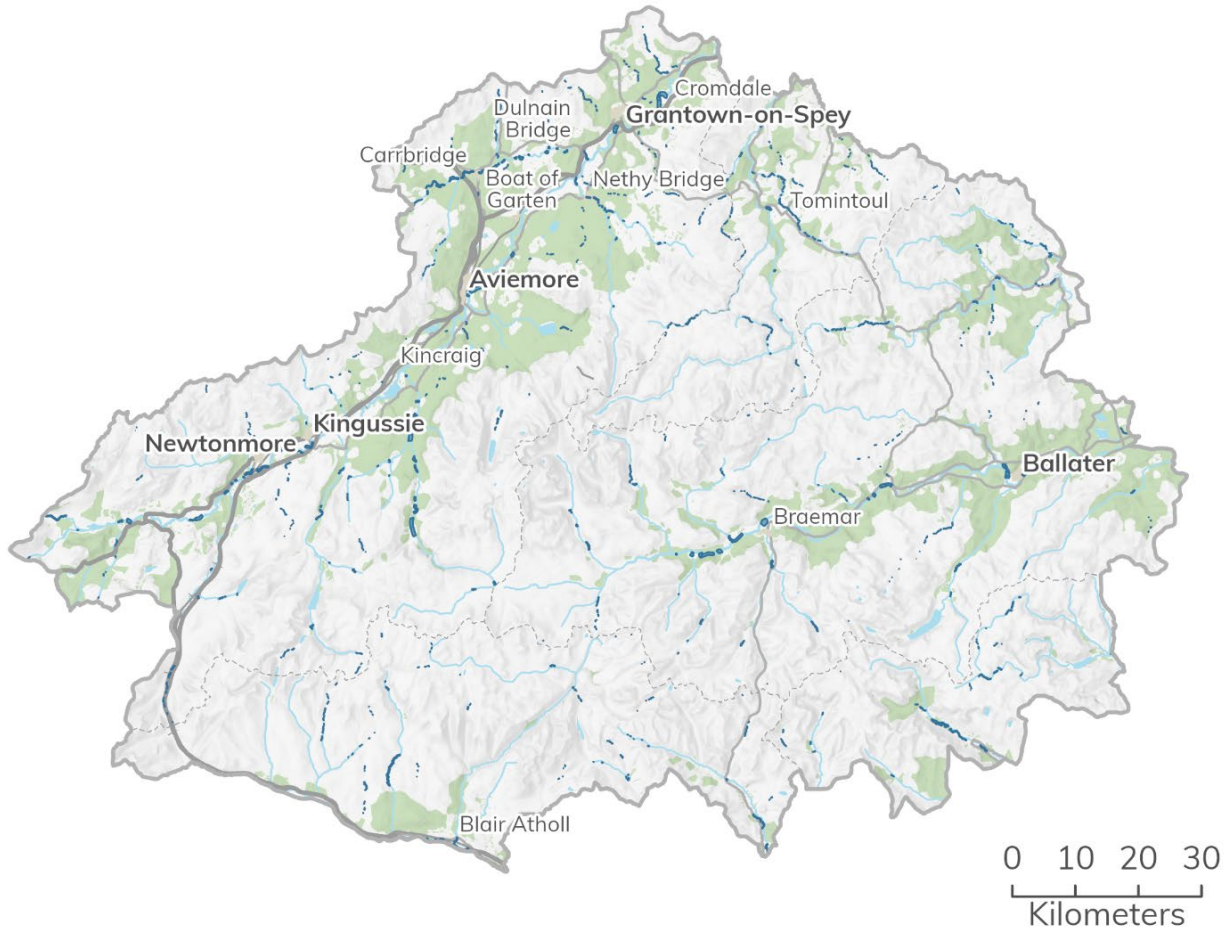 Cromdale
Dulnain
Bridge
Grantown-on-Spey
Carrbridge
Boat of
Garten
Nethy Bridge
Tomintoul
Aviemore
Kincraig
Kingussie
Newtonmore
Ballater
Braemar
Blair Atholl
0 10 20 30
Kilometers